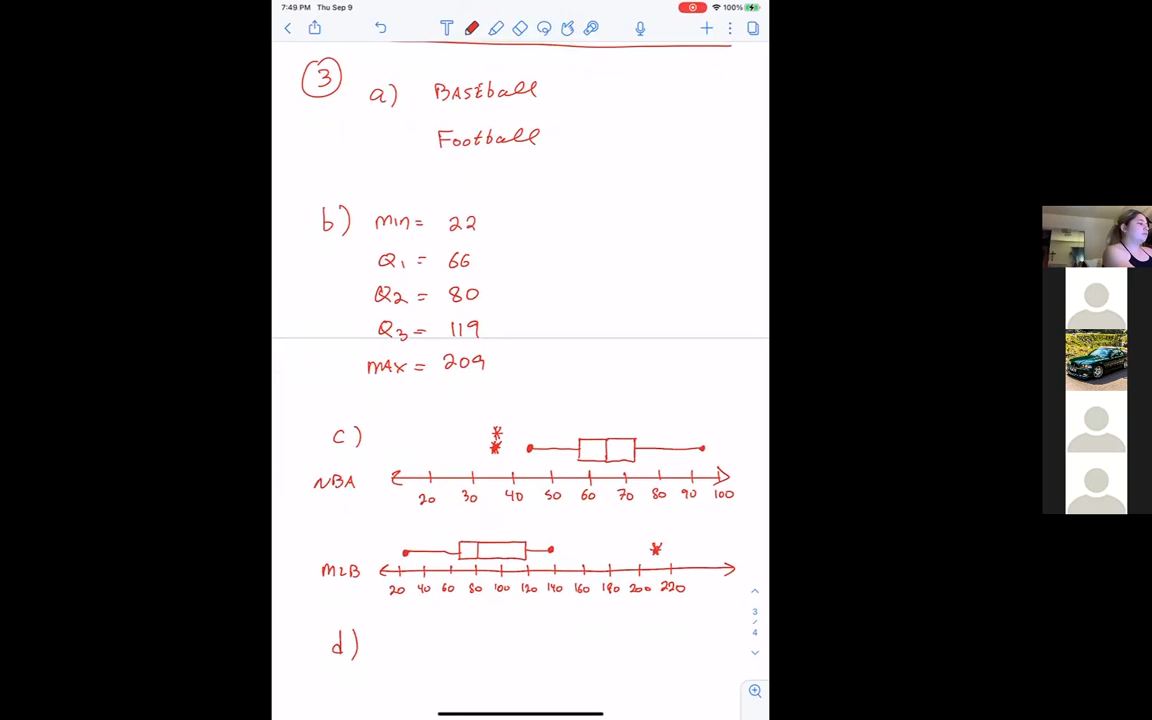 7:49 PM Thu Sep 9
100%
3
a) BASEball
Football
b) MIN = 22
Q1 = 66
Q2 = 80
Q3 = 119
MAX = 209
c)
* 
*
NBA
20 30 40 50 60 70 80 90 100
*
MLB
20 40 60 80 100 120 140 160 180 200 220
d)
3
/
4